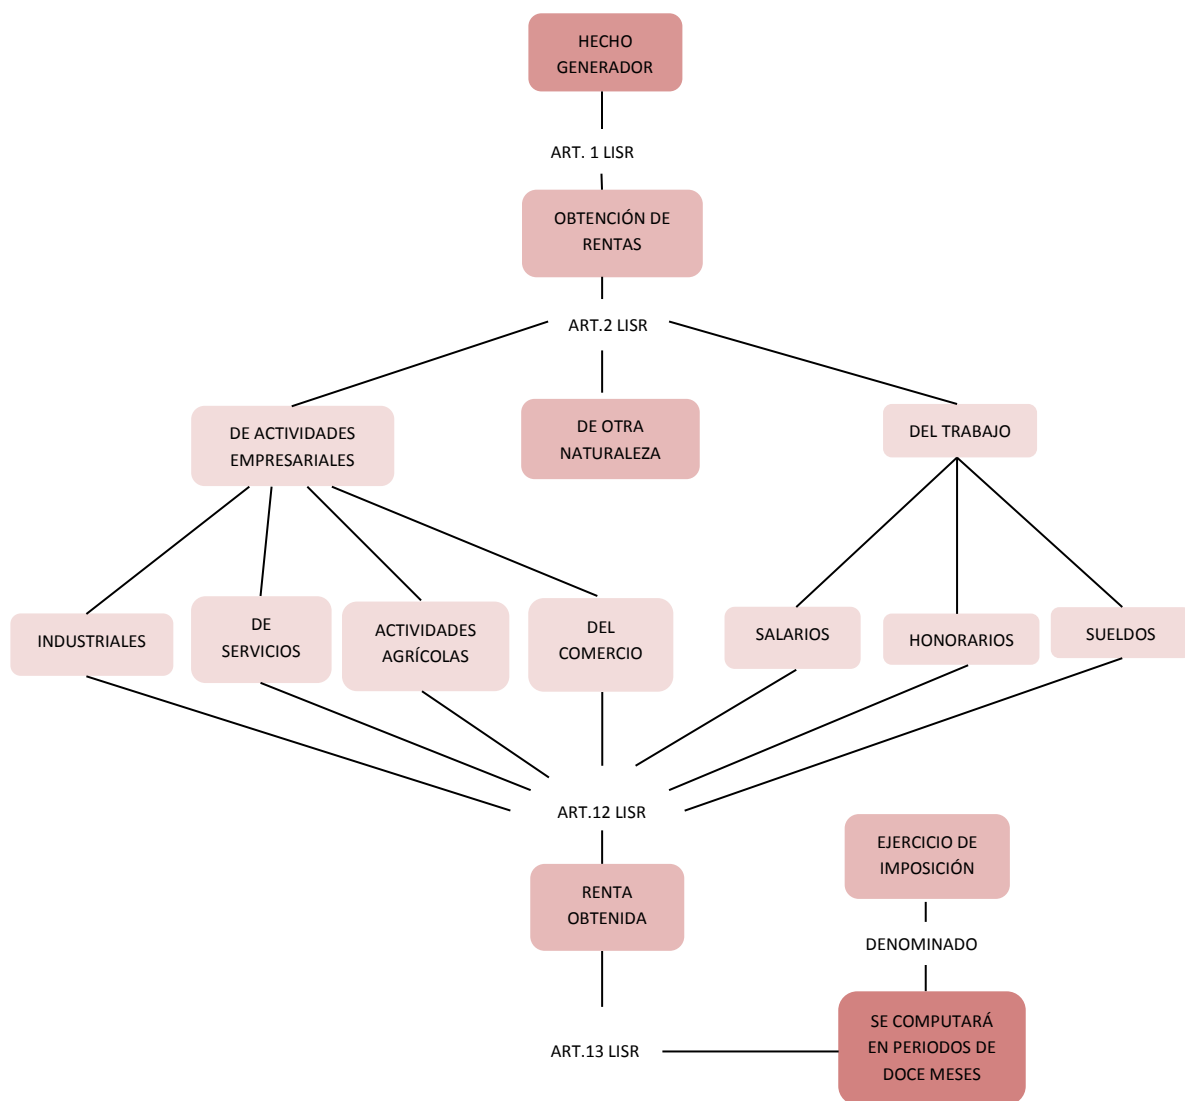 HECHO
GENERADOR
ART. 1 LISR
OBTENCIÓN DE
RENTAS
ART.2 LISR
DE ACTIVIDADES
EMPRESARIALES
DE OTRA
NATURALEZA
DEL TRABAJO
INDUSTRIALES
DE
SERVICIOS
ACTIVIDADES
AGRÍCOLAS
DEL
COMERCIO
SALARIOS
HONORARIOS
SUELDOS
ART.12 LISR
RENTA
OBTENIDA
EJERCICIO DE
IMPOSICIÓN
DENOMINADO
ART.13 LISR
SE COMPUTARÁ
EN PERIODOS DE
DOCE MESES